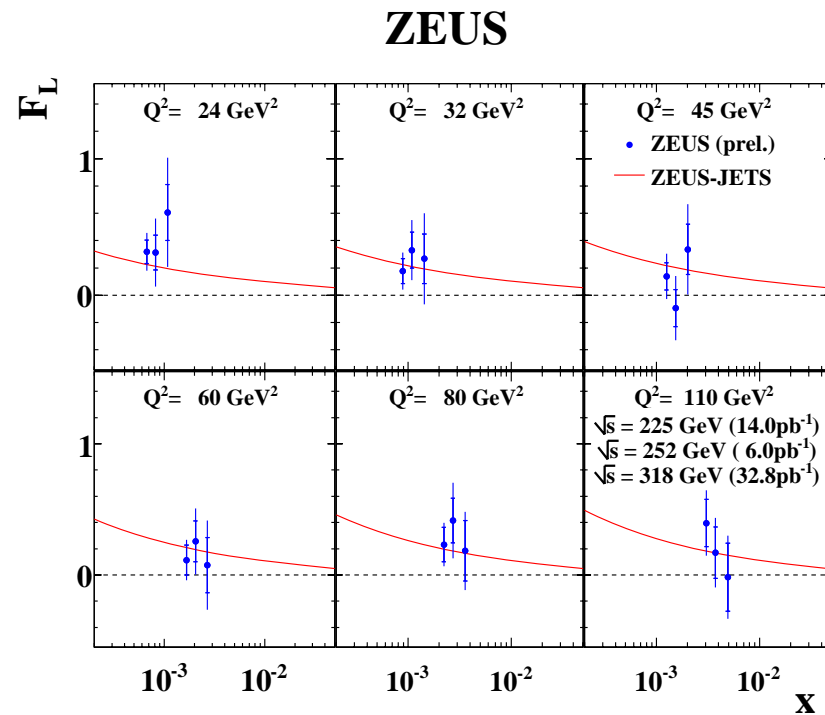 ZEUS
F_L
Q²= 24 GeV²
Q²= 32 GeV²
Q²= 45 GeV²
ZEUS (prel.)
ZEUS-JETS
1
0
Q²= 60 GeV²
Q²= 80 GeV²
Q²= 110 GeV²
√s = 225 GeV (14.0pb⁻¹)
√s = 252 GeV ( 6.0pb⁻¹)
√s = 318 GeV (32.8pb⁻¹)
1
0
10⁻³ 10⁻² 10⁻³ 10⁻² 10⁻³ 10⁻²
x